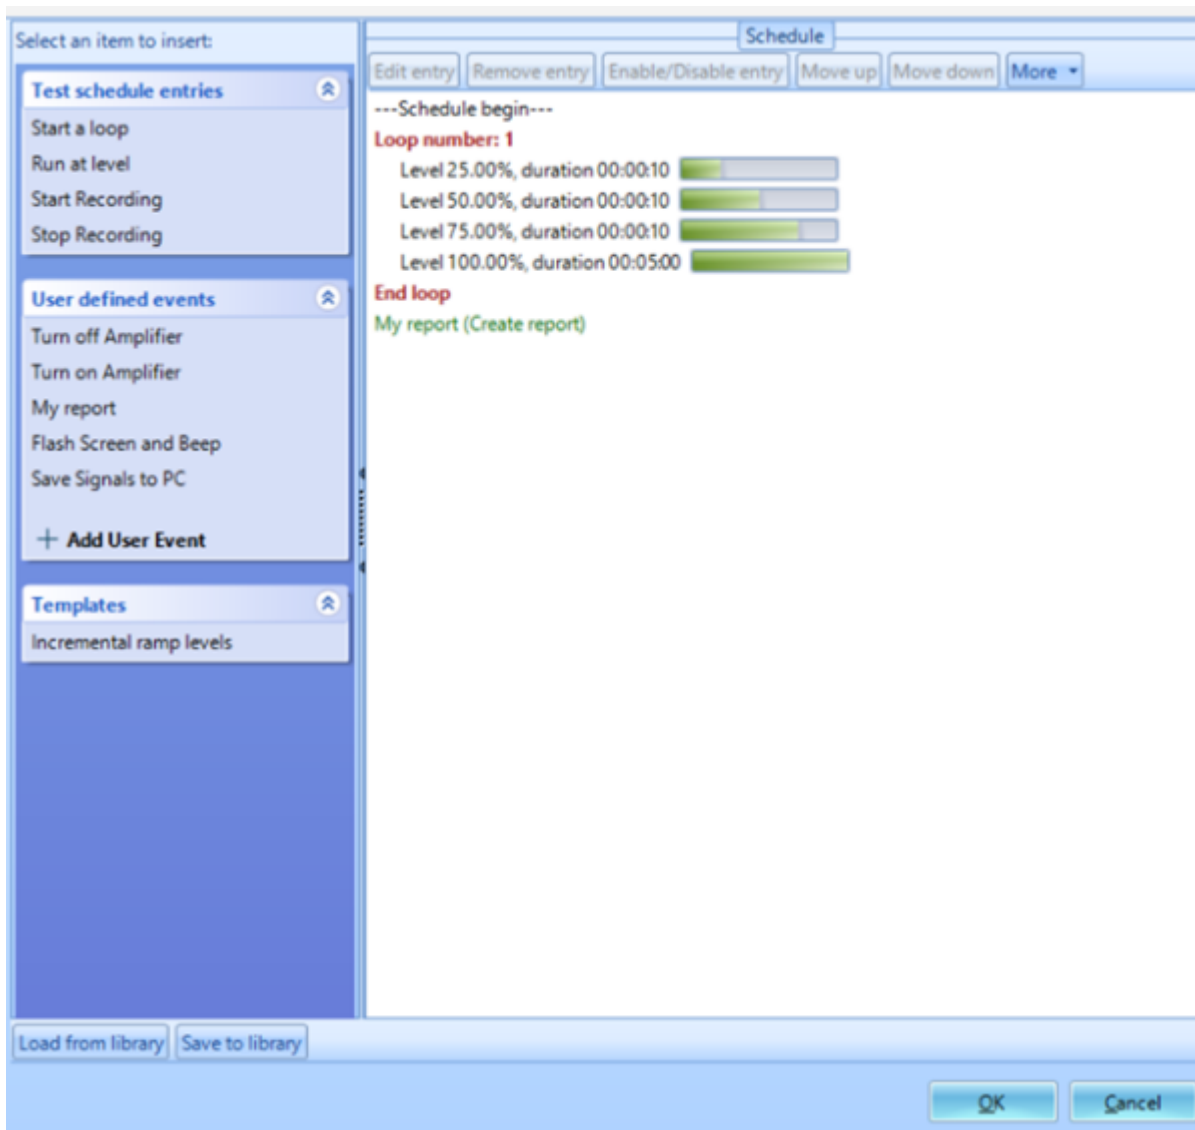 Select an item to insert:
Test schedule entries
Start a loop
Run at level
Start Recording
Stop Recording
User defined events
Turn off Amplifier
Turn on Amplifier
My report
Flash Screen and Beep
Save Signals to PC
+ Add User Event
Templates
Incremental ramp levels
Schedule
Edit entry Remove entry Enable/Disable entry Move up Move down More
---Schedule begin---
Loop number: 1
Level 25.00%, duration 00:00:10
Level 50.00%, duration 00:00:10
Level 75.00%, duration 00:00:10
Level 100.00%, duration 00:05:00
End loop
My report (Create report)
Load from library Save to library
OK Cancel